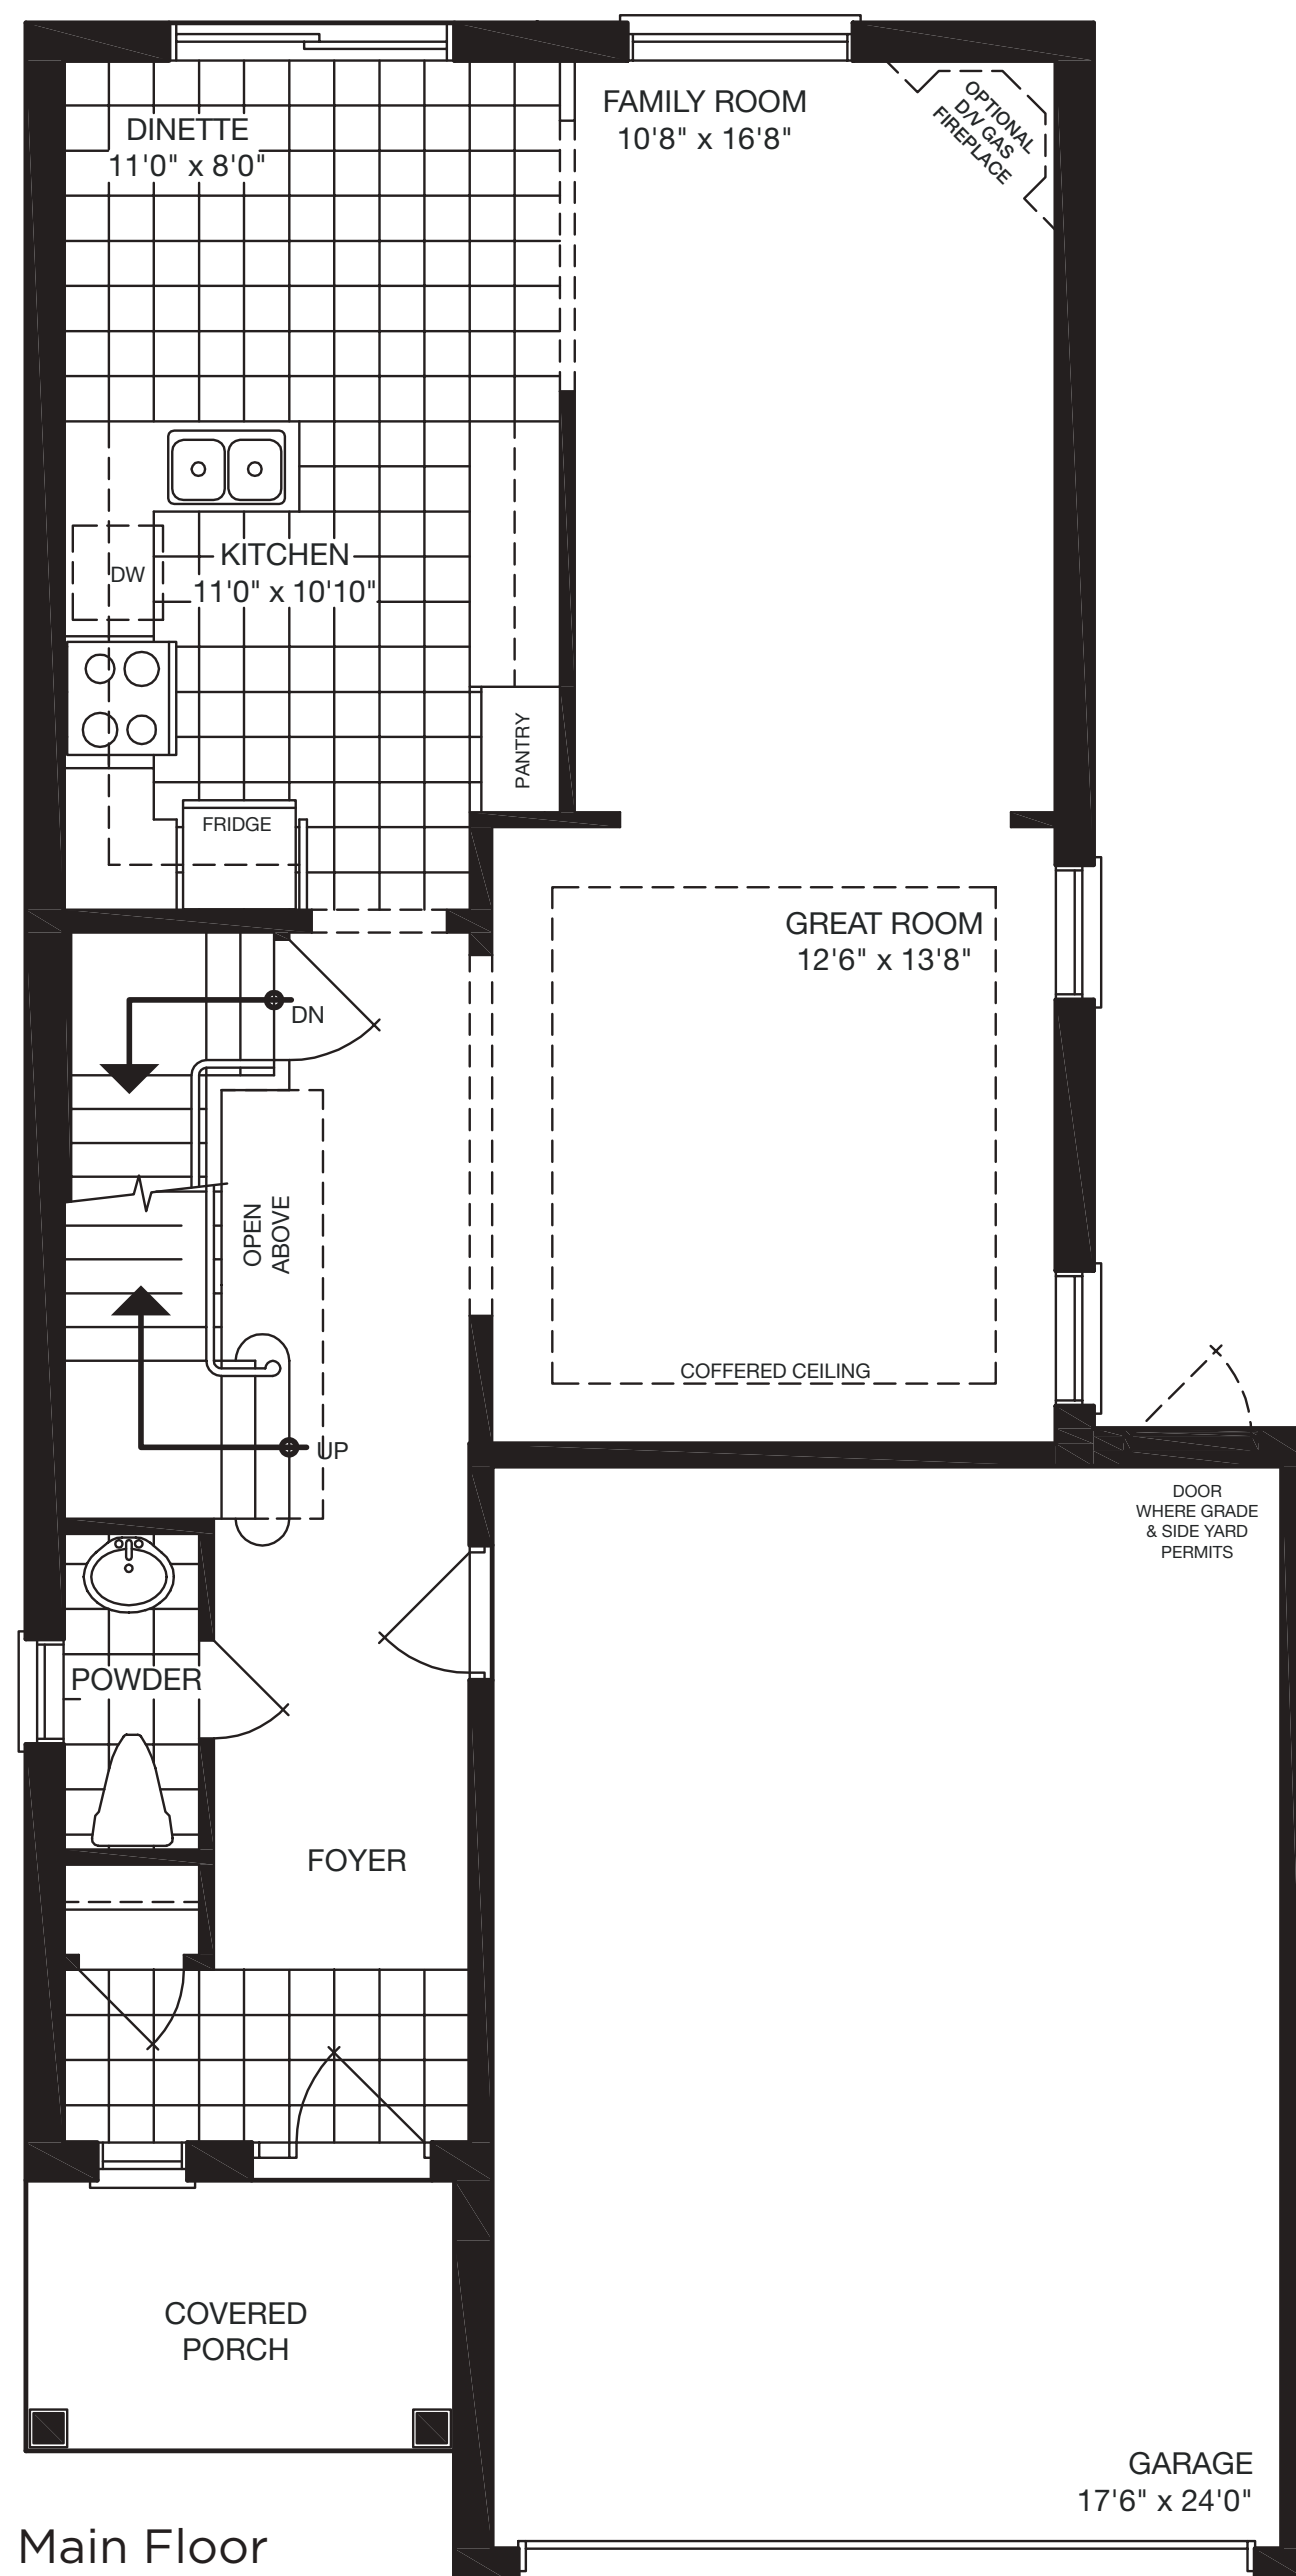 FAMILY ROOM
10'8" x 16'8"
OPTIONAL
D/V GAS
FIREPLACE
DINETTE
11'0" x 8'0"
KITCHEN
11'0" x 10'10"
DW
PANTRY
FRIDGE
GREAT ROOM
12'6" x 13'8"
DN
OPEN
ABOVE
COFFERED CEILING
UP
DOOR
WHERE GRADE
& SIDE YARD
PERMITS
POWDER
FOYER
COVERED
PORCH
GARAGE
17'6" x 24'0"
Main Floor